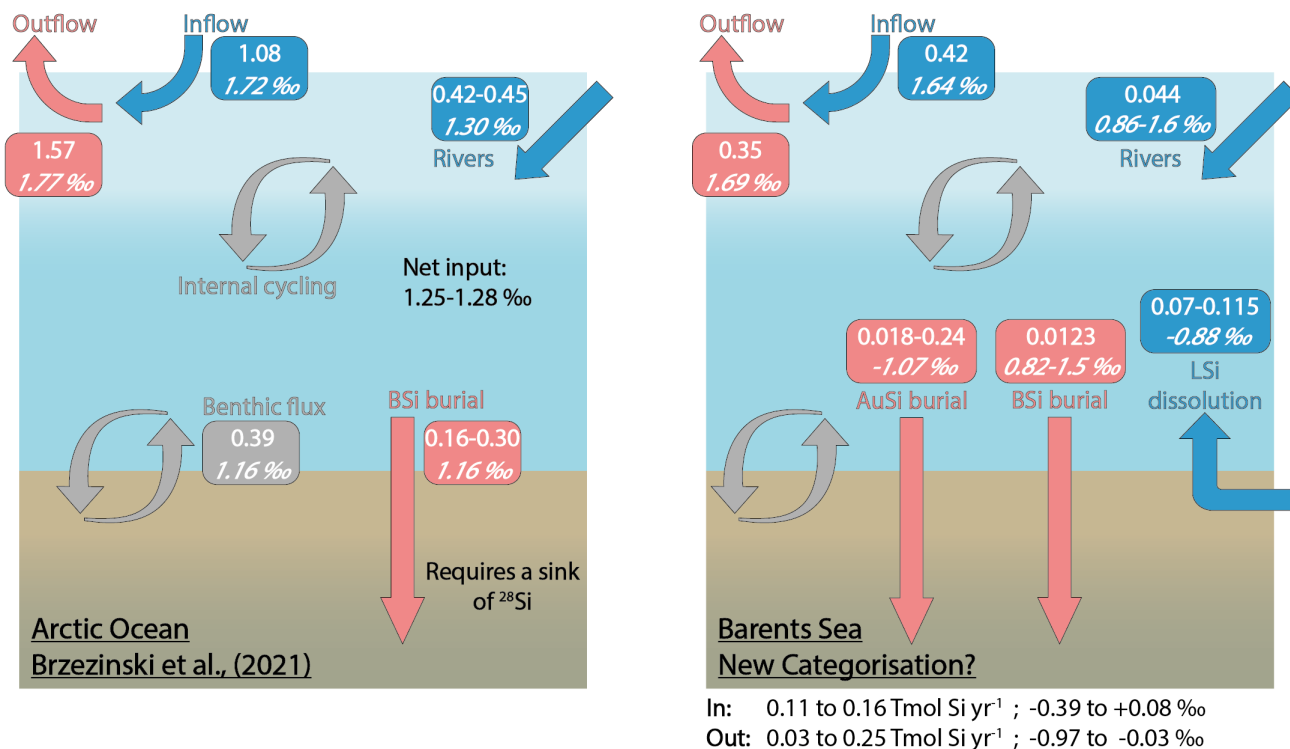 Outflow
Inflow
1.08
1.72 ‰
1.57
1.77 ‰
0.42-0.45
1.30 ‰
Rivers
Internal cycling
Net input:
1.25-1.28 ‰
Benthic flux
0.39
1.16 ‰
BSi burial
0.16-0.30
1.16 ‰
Requires a sink
of ²⁸Si
Arctic Ocean
Brzezinski et al., (2021)
Outflow
Inflow
0.42
1.64 ‰
0.35
1.69 ‰
0.044
0.86-1.6 ‰
Rivers
0.018-0.24
-1.07 ‰
AuSi burial
0.0123
0.82-1.5 ‰
BSi burial
0.07-0.115
-0.88 ‰
LSi
dissolution
Barents Sea
New Categorisation?
In: 0.11 to 0.16 Tmol Si yr⁻¹ ; -0.39 to +0.08 ‰
Out: 0.03 to 0.25 Tmol Si yr⁻¹ ; -0.97 to -0.03 ‰